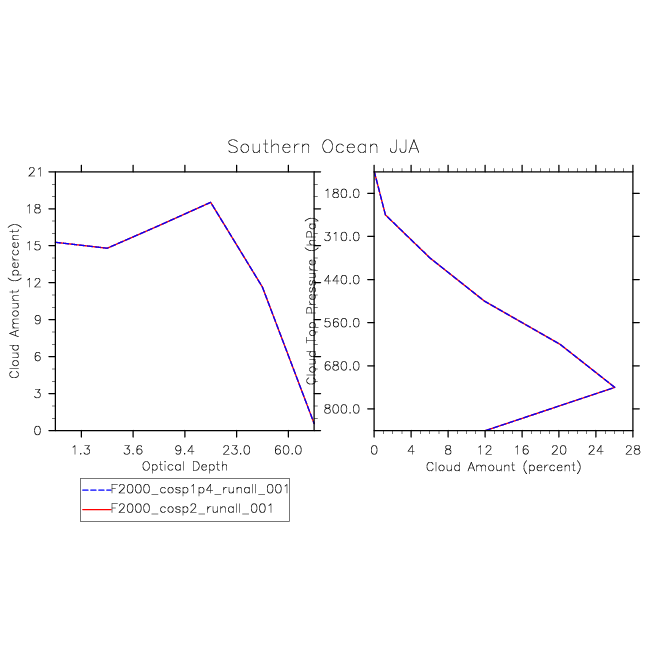 Southern Ocean JJA
21
18
15
12
9
6
3
0
Cloud Amount (percent)
1.3 3.6 9.4 23.0 60.0
Optical Depth
180.0
310.0
440.0
560.0
680.0
800.0
Cloud Top Pressure (hPa)
0 4 8 12 16 20 24 28
Cloud Amount (percent)
F2000_cosp1p4_runall_001
F2000_cosp2_runall_001